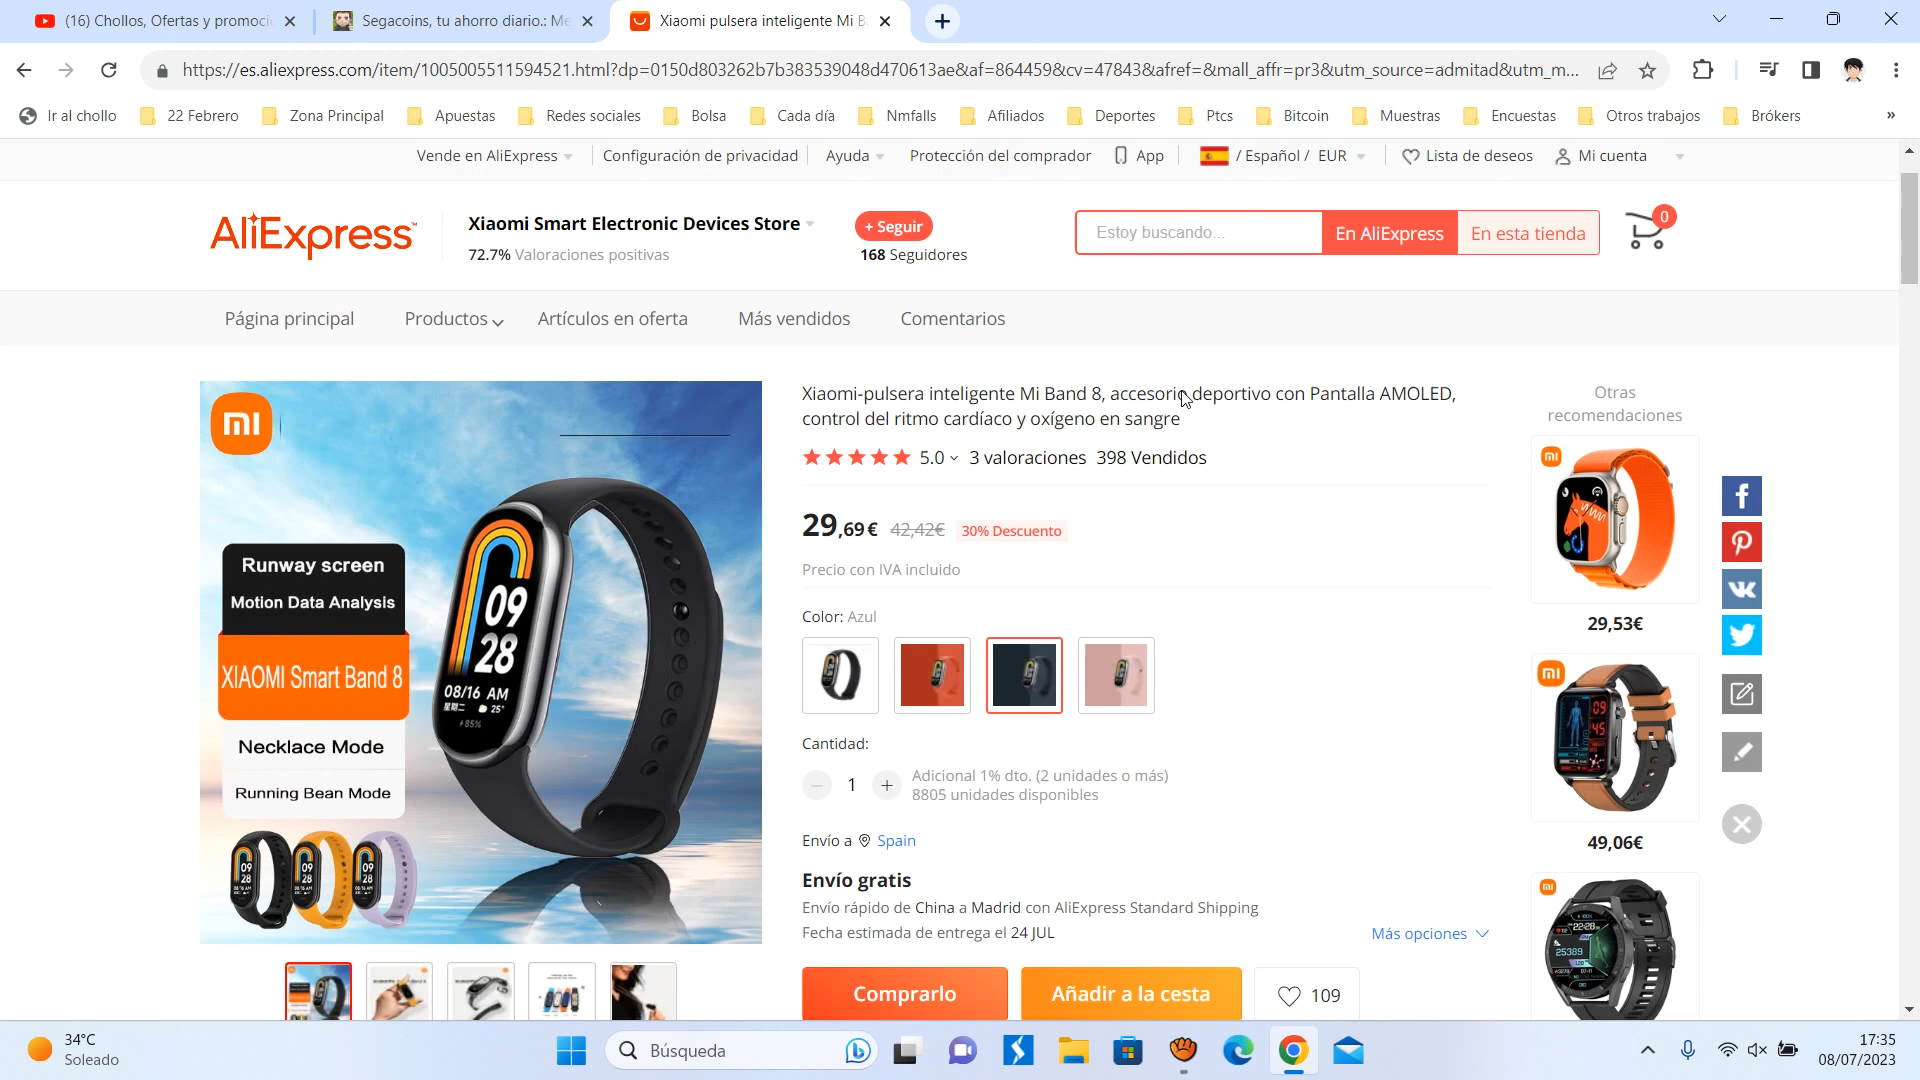 (16) Chollos, Ofertas y promoci
Segacoins, tu ahorro diario.: Me
Xiaomi pulsera inteligente Mi B
https://es.aliexpress.com/item/1005005511594521.html?dp=0150d803262b7b383539048d470613ae&af=864459&cv=47843&afref=&mall_affr=pr3&utm_source=admitad&utm_m...
Ir al chollo 22 Febrero Zona Principal Apuestas Redes sociales Bolsa Cada día Nmfalls Afiliados Deportes Ptcs Bitcoin Muestras Encuestas Otros trabajos Brókers »
Vende en AliExpress Configuración de privacidad Ayuda Protección del comprador App / Español / EUR Lista de deseos Mi cuenta
AliExpress™
Xiaomi Smart Electronic Devices Store
72.7% Valoraciones positivas
+ Seguir
168 Seguidores
Estoy buscando... En AliExpress En esta tienda
0
Página principal Productos Artículos en oferta Más vendidos Comentarios
mi
Runway screen
Motion Data Analysis
XIAOMI Smart Band 8
Necklace Mode
Running Bean Mode
09
28
08/16 AM
星期二 25°
85%
Xiaomi-pulsera inteligente Mi Band 8, accesorio deportivo con Pantalla AMOLED,
control del ritmo cardíaco y oxígeno en sangre
5.0 3 valoraciones 398 Vendidos
29,69€ 42,42€ 30% Descuento
Precio con IVA incluido
Color: Azul
Cantidad:
1
Adicional 1% dto. (2 unidades o más)
8805 unidades disponibles
Envío a Spain
Envío gratis
Envío rápido de China a Madrid con AliExpress Standard Shipping
Fecha estimada de entrega el 24 JUL
Más opciones
Comprarlo Añadir a la cesta 109
Otras
recomendaciones
29,53€
49,06€
34°C
Soleado
Búsqueda
17:35
08/07/2023